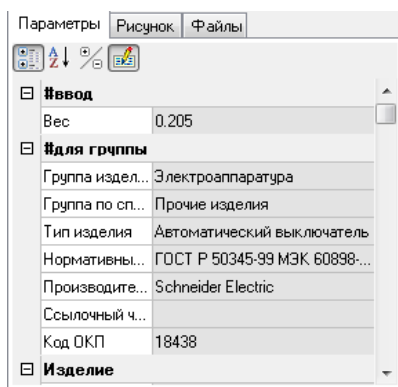 Параметры Рисунок Файлы
#ввод
Вес 0.205
#для группы
Группа издел... Электроаппаратура
Группа по сп... Прочие изделия
Тип изделия Автоматический выключатель
Нормативны... ГОСТ Р 50345-99 МЭК 60898-...
Производите... Schneider Electric
Ссылочный ч...
Код ОКП 18438
Изделие